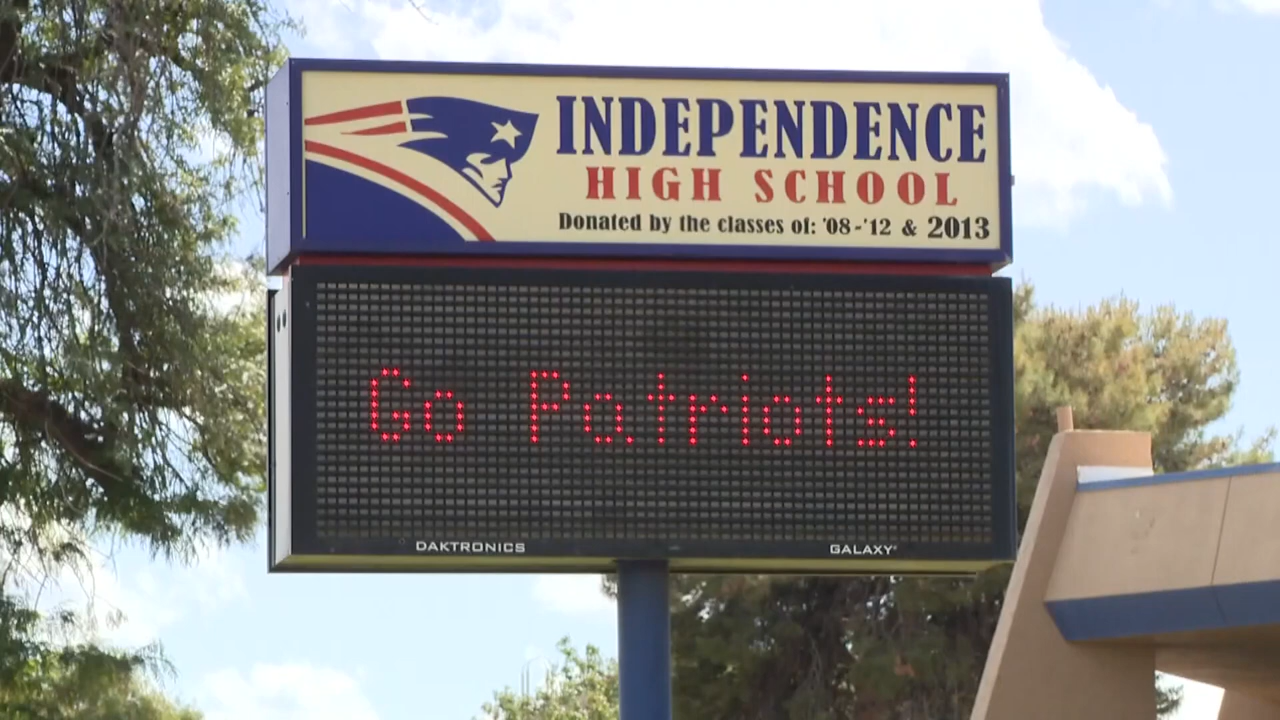 INDEPENDENCE
HIGH SCHOOL
Donated by the classes of: '08-'12 & 2013
Go Patriots!
DAKTRONICS GALAXY®